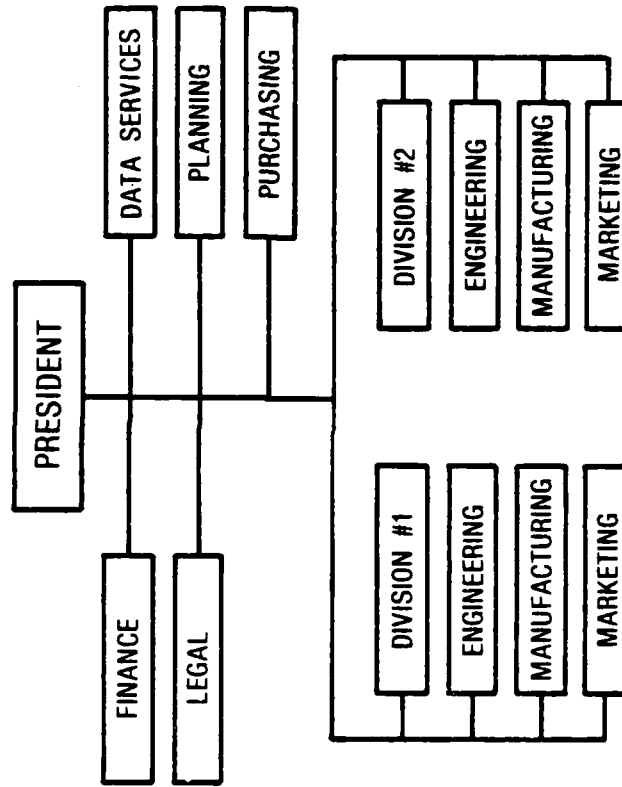 PRESIDENT
FINANCE
DATA SERVICES
LEGAL
PLANNING
PURCHASING
DIVISION #1
ENGINEERING
MANUFACTURING
MARKETING
DIVISION #2
ENGINEERING
MANUFACTURING
MARKETING